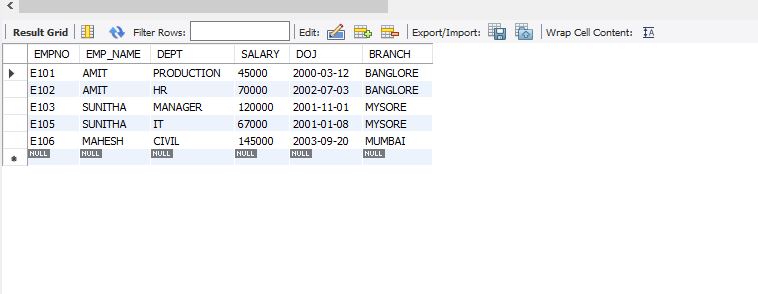 Result Grid Filter Rows: Edit: Export/Import: Wrap Cell Content: IA
EMPNO EMP_NAME DEPT SALARY DOJ BRANCH
E101 AMIT PRODUCTION 45000 2000-03-12 BANGLORE
E102 AMIT HR 70000 2002-07-03 BANGLORE
E103 SUNITHA MANAGER 120000 2001-11-01 MYSORE
E105 SUNITHA IT 67000 2001-01-08 MYSORE
E106 MAHESH CIVIL 145000 2003-09-20 MUMBAI
NULL NULL NULL NULL NULL NULL